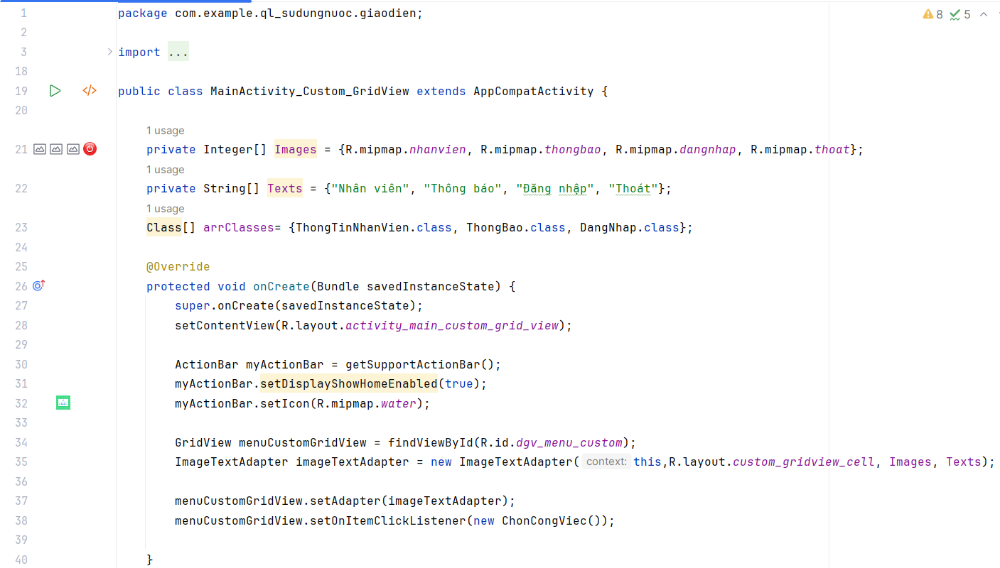 8 5
1 package com.example.ql_sudungnuoc.giaodien;
2
3 import ...
18
19 public class MainActivity_Custom_GridView extends AppCompatActivity {
20
1 usage
21 private Integer[] Images = {R.mipmap.nhanvien, R.mipmap.thongbao, R.mipmap.dangnhap, R.mipmap.thoat};
1 usage
22 private String[] Texts = {"Nhân viên", "Thông báo", "Đăng nhập", "Thoát"};
1 usage
23 Class[] arrClasses= {ThongTinNhanVien.class, ThongBao.class, DangNhap.class};
24
25 @Override
26 protected void onCreate(Bundle savedInstanceState) {
27 super.onCreate(savedInstanceState);
28 setContentView(R.layout.activity_main_custom_grid_view);
29
30 ActionBar myActionBar = getSupportActionBar();
31 myActionBar.setDisplayShowHomeEnabled(true);
32 myActionBar.setIcon(R.mipmap.water);
33
34 GridView menuCustomGridView = findViewById(R.id.dgv_menu_custom);
35 ImageTextAdapter imageTextAdapter = new ImageTextAdapter( context: this,R.layout.custom_gridview_cell, Images, Texts);
36
37 menuCustomGridView.setAdapter(imageTextAdapter);
38 menuCustomGridView.setOnItemClickListener(new ChonCongViec());
39
40 }